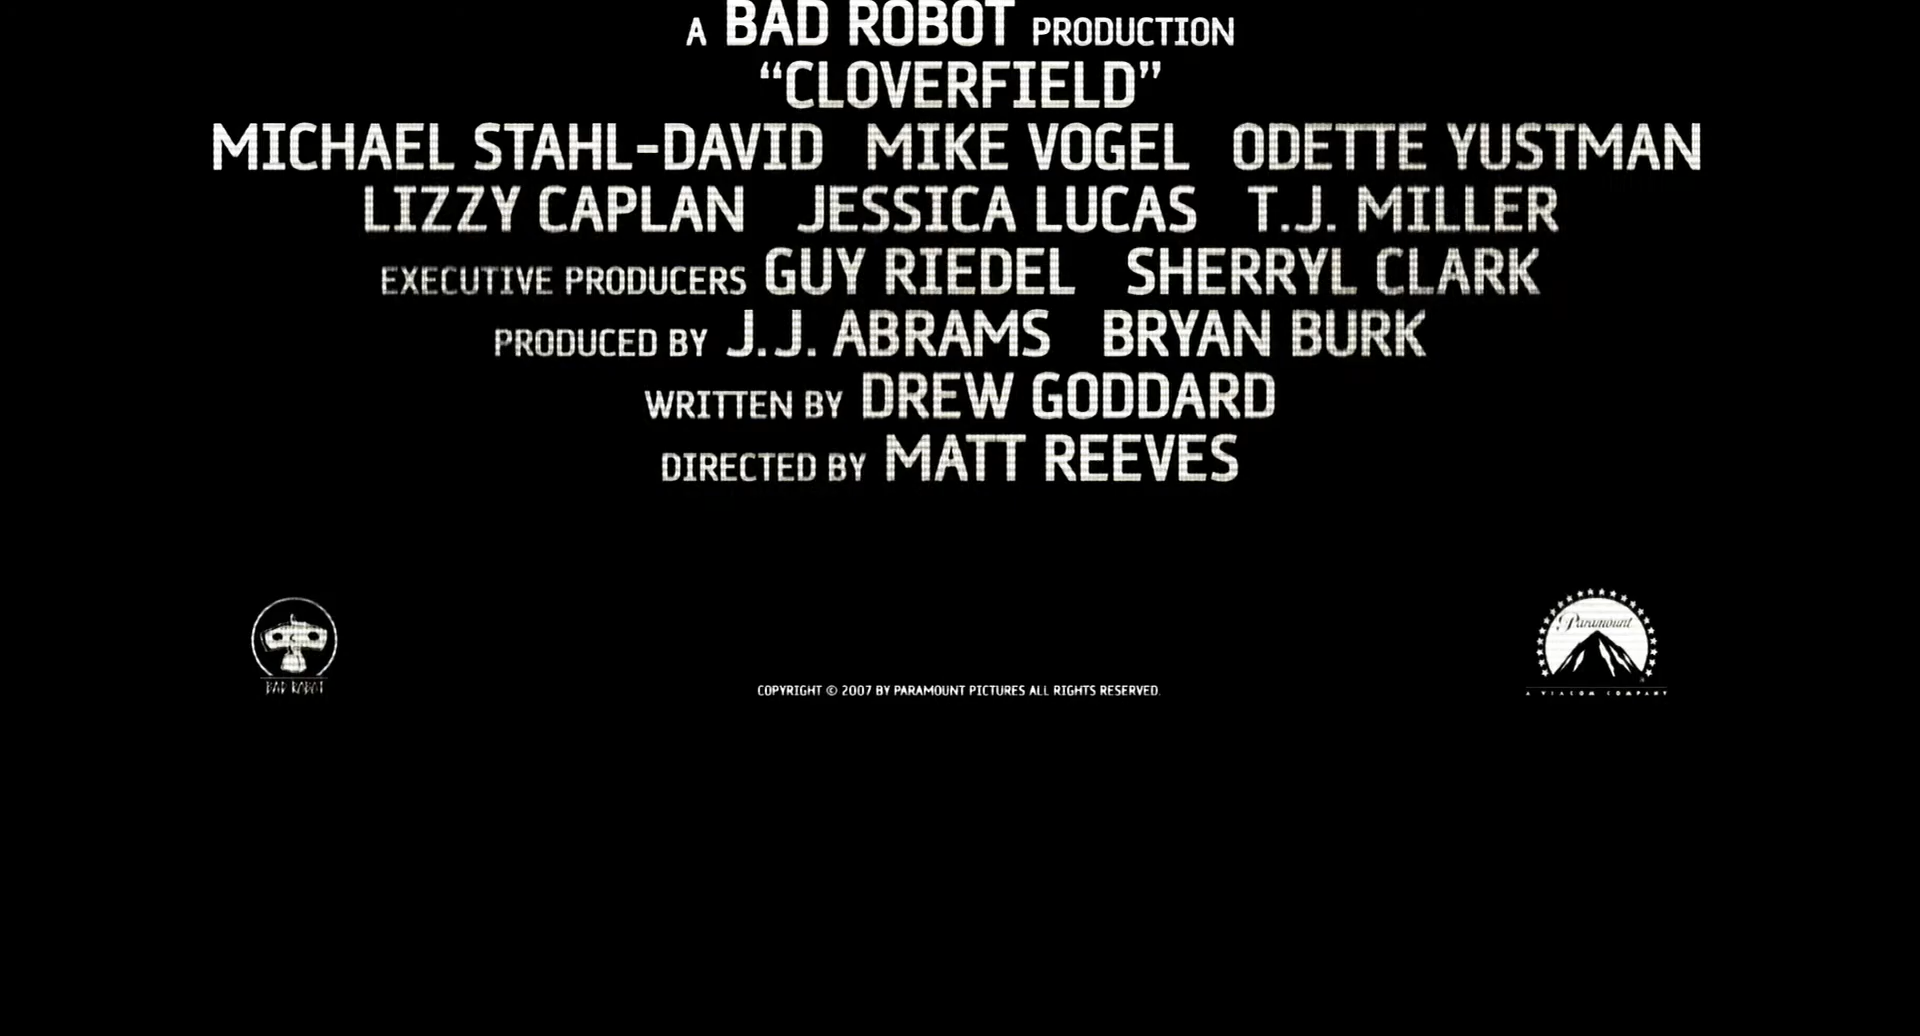 A BAD ROBOT PRODUCTION
“CLOVERFIELD”
MICHAEL STAHL-DAVID MIKE VOGEL ODETTE YUSTMAN
LIZZY CAPLAN JESSICA LUCAS T.J. MILLER
EXECUTIVE PRODUCERS GUY RIEDEL SHERRYL CLARK
PRODUCED BY J.J. ABRAMS BRYAN BURK
WRITTEN BY DREW GODDARD
DIRECTED BY MATT REEVES
Paramount
BAD ROBOT
COPYRIGHT © 2007 BY PARAMOUNT PICTURES ALL RIGHTS RESERVED.
A VIACOM COMPANY